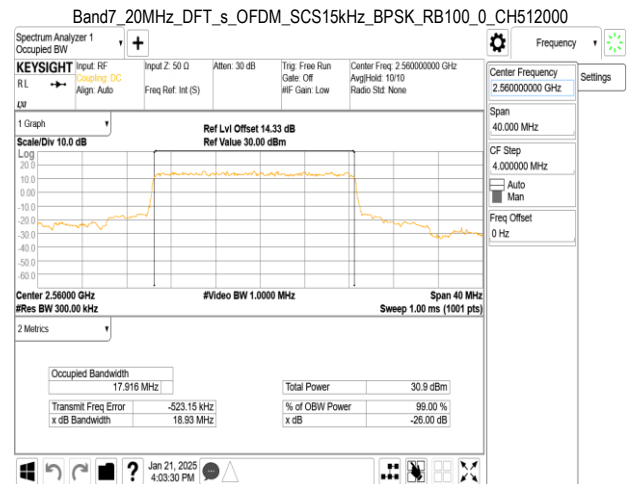 Band7_20MHz_DFT_s_OFDM_SCS15kHz_BPSK_RB100_0_CH512000
Spectrum Analyzer 1
Occupied BW
+
Frequency
KEYSIGHT
RL
Input: RF
Coupling: DC
Align: Auto
Input Z: 50 Ω
Freq Ref: Int (S)
Atten: 30 dB
Trig: Free Run
Gate: Off
#IF Gain: Low
Center Freq: 2.560000000 GHz
Avg|Hold: 10/10
Radio Std: None
Center Frequency
2.560000000 GHz
Settings
Span
40.000 MHz
CF Step
4.000000 MHz
Auto
Man
Freq Offset
0 Hz
1 Graph
Scale/Div 10.0 dB
Ref Lvl Offset 14.33 dB
Ref Value 30.00 dBm
Log
20.0
10.0
0.00
-10.0
-20.0
-30.0
-40.0
-50.0
-60.0
Center 2.56000 GHz
#Video BW 1.0000 MHz
Span 40 MHz
#Res BW 300.00 kHz
Sweep 1.00 ms (1001 pts)
2 Metrics
Occupied Bandwidth
17.916 MHz
Total Power 30.9 dBm
Transmit Freq Error -523.15 kHz
% of OBW Power 99.00 %
x dB Bandwidth 18.93 MHz
x dB -26.00 dB
?
Jan 21, 2025
4:03:30 PM